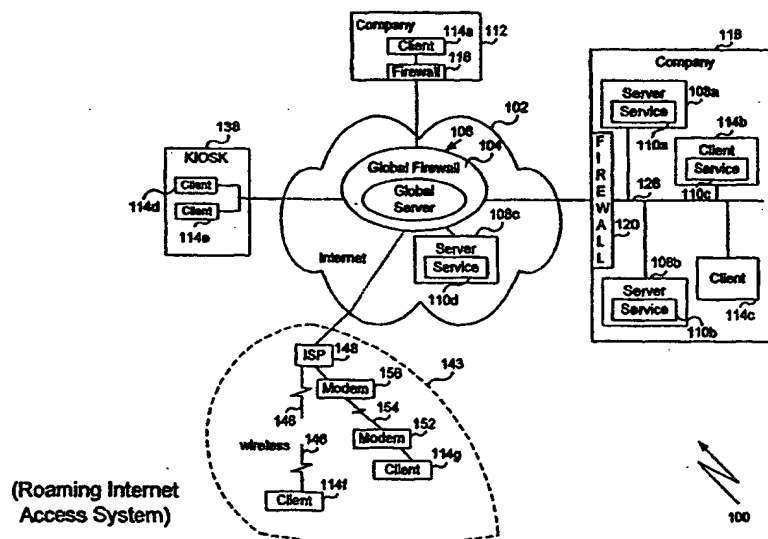 Company
112
Client
114a
Firewall
116
118
Company
Server
108a
Service
110a
114b
Client
Service
110c
FIREWALL
126
120
108b
Server
Service
110b
Client
114c
102
138
KIOSK
Client
114d
Client
114e
106
104
Global Firewall
Global
Server
108c
Server
Service
110d
Internet
ISP
148
143
156
Modem
154
146
wireless
146
Modem
152
Client
114g
Client
114f
(Roaming Internet
Access System)
100